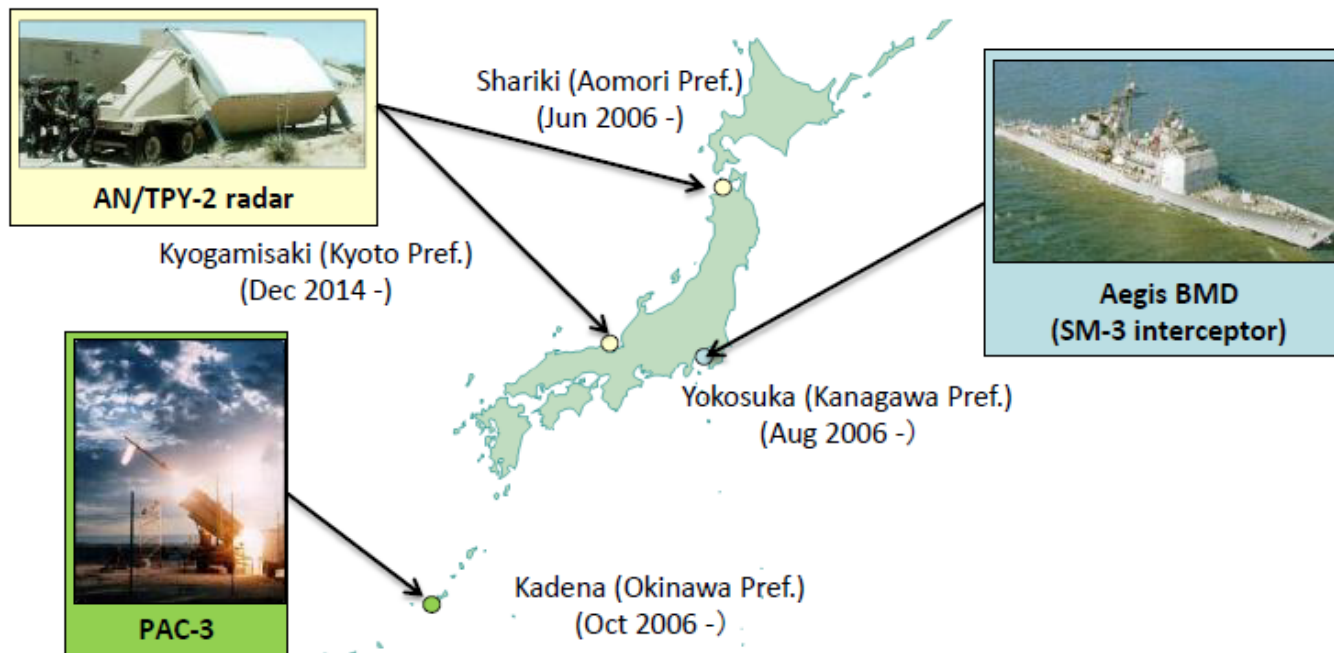 AN/TPY-2 radar
Shariki (Aomori Pref.)
(Jun 2006 -)
Kyogamisaki (Kyoto Pref.)
(Dec 2014 -)
Aegis BMD
(SM-3 interceptor)
Yokosuka (Kanagawa Pref.)
(Aug 2006 -）
PAC-3
Kadena (Okinawa Pref.)
(Oct 2006 -）